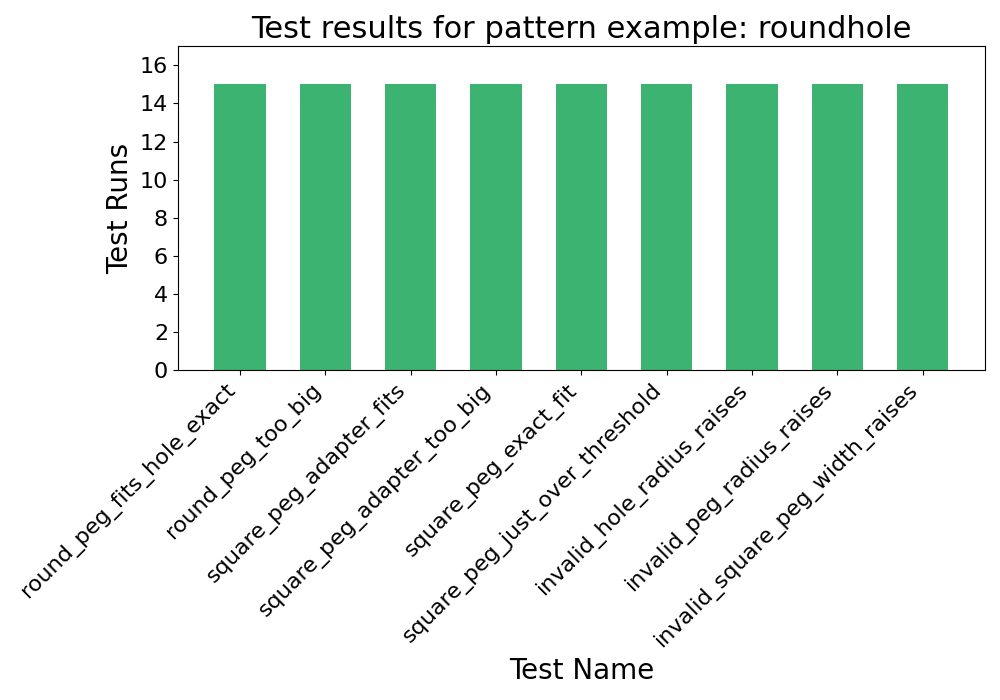 Test results for pattern example: roundhole
Test Runs
16
14
12
10
8
6
4
2
0
round_peg_fits_hole_exact
round_peg_too_big
square_peg_adapter_fits
square_peg_adapter_too_big
square_peg_exact_fit
square_peg_just_over_threshold
invalid_hole_radius_raises
invalid_peg_radius_raises
invalid_square_peg_width_raises
Test Name